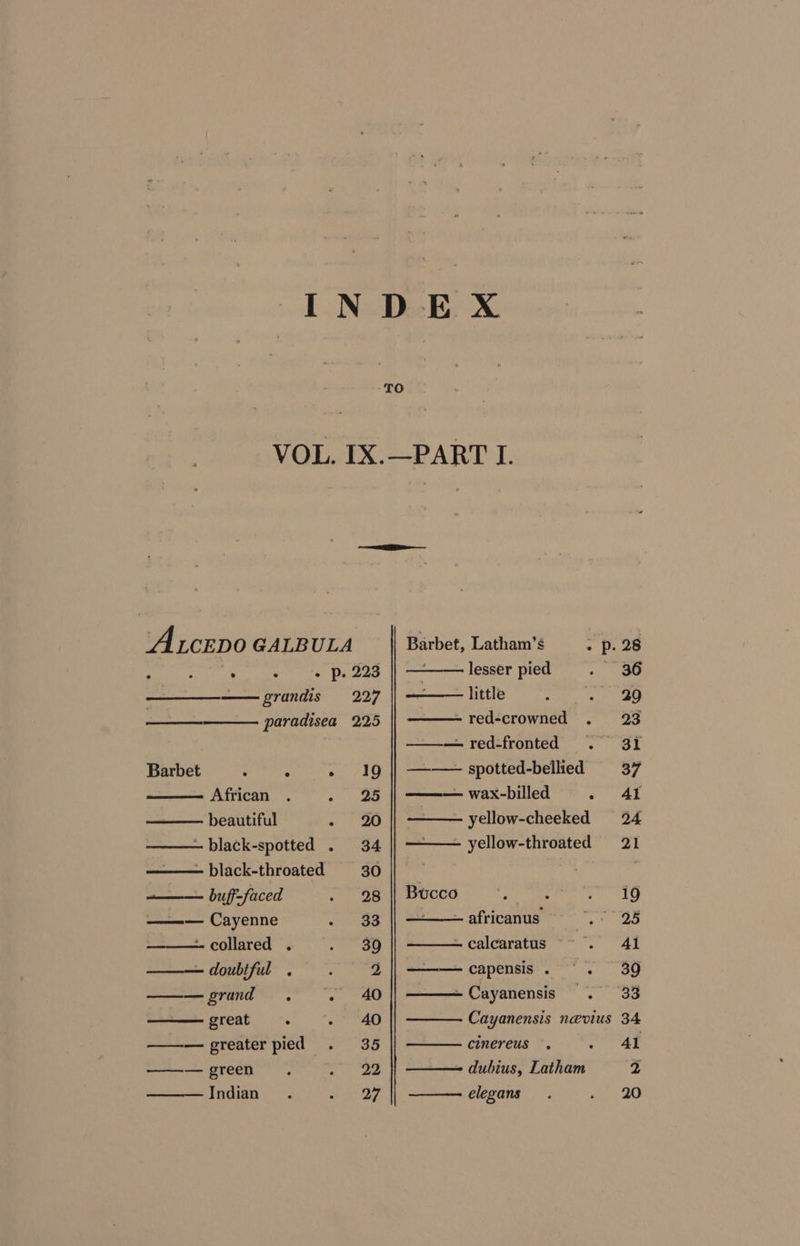 INDEX
TO
VOL. IX.—PART I.
ALCEDO GALBULA
. . . . . p. 223
———— grandis 227
———— paradisea 225
Barbet . . . 19
——— African . . 25
——— beautiful . 20
——— black-spotted . 34
——— black-throated 30
——— buff-faced . 28
——— Cayenne . 33
——— collared . . 39
——— doubtful . . 2
——— grand . . 40
——— great . . 40
——— greater pied . 35
——— green . . 22
——— Indian . . 27
Barbet, Latham's . p. 28
——— lesser pied . 36
——— little . . 29
——— red-crowned . 23
——— red-fronted . 31
——— spotted-bellied 37
——— wax-billed . 41
——— yellow-cheeked 24
——— yellow-throated 21
Bucco . . . 19
——— africanus . 25
——— calcaratus . 41
——— capensis . . 39
——— Cayanensis . 33
——— Cayanensis nævius 34
——— cinereus . . 41
——— dubius, Latham 2
——— elegans . . 20